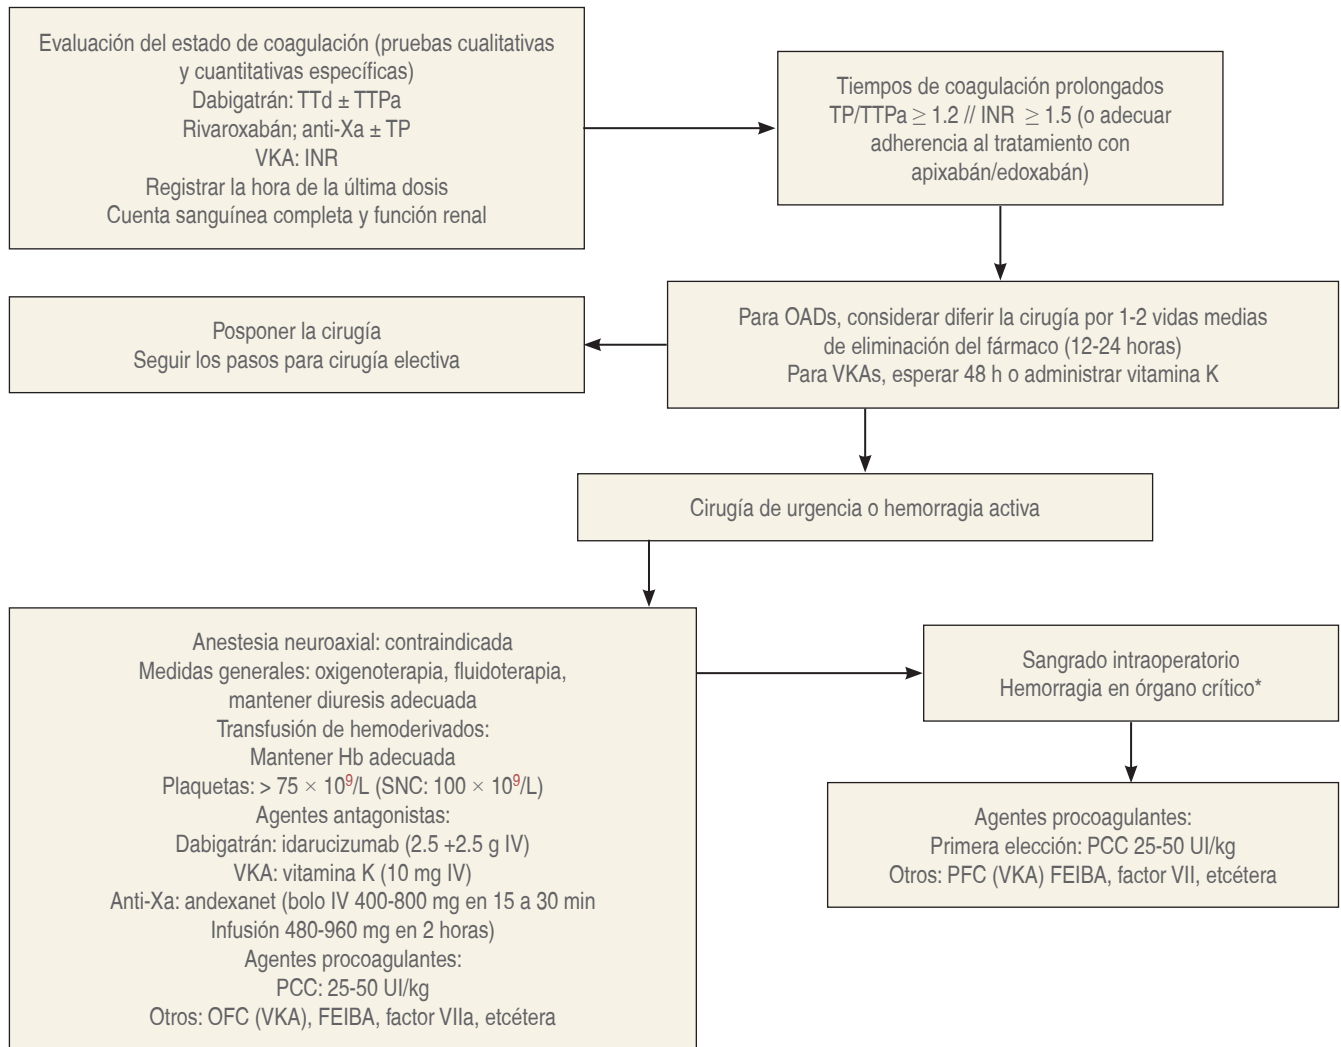 Evaluación del estado de coagulación (pruebas cualitativas
y cuantitativas específicas)
Dabigatrán: TTd ± TTPa
Rivaroxabán; anti-Xa ± TP
VKA: INR
Registrar la hora de la última dosis
Cuenta sanguínea completa y función renal
Tiempos de coagulación prolongados
TP/TTPa ≥ 1.2 // INR ≥ 1.5 (o adecuar
adherencia al tratamiento con
apixabán/edoxabán)
Para OADs, considerar diferir la cirugía por 1-2 vidas medias
de eliminación del fármaco (12-24 horas)
Para VKAs, esperar 48 h o administrar vitamina K
Posponer la cirugía
Seguir los pasos para cirugía electiva
Cirugía de urgencia o hemorragia activa
Anestesia neuroaxial: contraindicada
Medidas generales: oxigenoterapia, fluidoterapia,
mantener diuresis adecuada
Transfusión de hemoderivados:
Mantener Hb adecuada
Plaquetas: > 75 × 10⁹/L (SNC: 100 × 10⁹/L)
Agentes antagonistas:
Dabigatrán: idarucizumab (2.5 +2.5 g IV)
VKA: vitamina K (10 mg IV)
Anti-Xa: andexanet (bolo IV 400-800 mg en 15 a 30 min
Infusión 480-960 mg en 2 horas)
Agentes procoagulantes:
PCC: 25-50 UI/kg
Otros: OFC (VKA), FEIBA, factor VIIa, etcétera
Sangrado intraoperatorio
Hemorragia en órgano crítico*
Agentes procoagulantes:
Primera elección: PCC 25-50 UI/kg
Otros: PFC (VKA) FEIBA, factor VII, etcétera